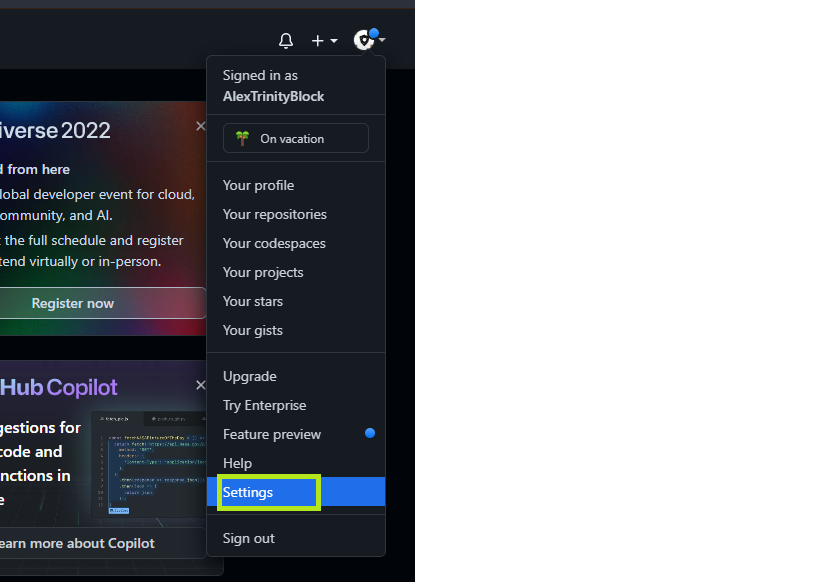 Signed in as
AlexTrinityBlock
On vacation
Your profile
Your repositories
Your codespaces
Your projects
Your stars
Your gists
Upgrade
Try Enterprise
Feature preview
Help
Settings
Sign out
iverse 2022
d from here
lobal developer event for cloud,
ommunity, and AI.
the full schedule and register
tend virtually or in-person.
Register now
Hub Copilot
gestions for
code and
nctions in
e
earn more about Copilot